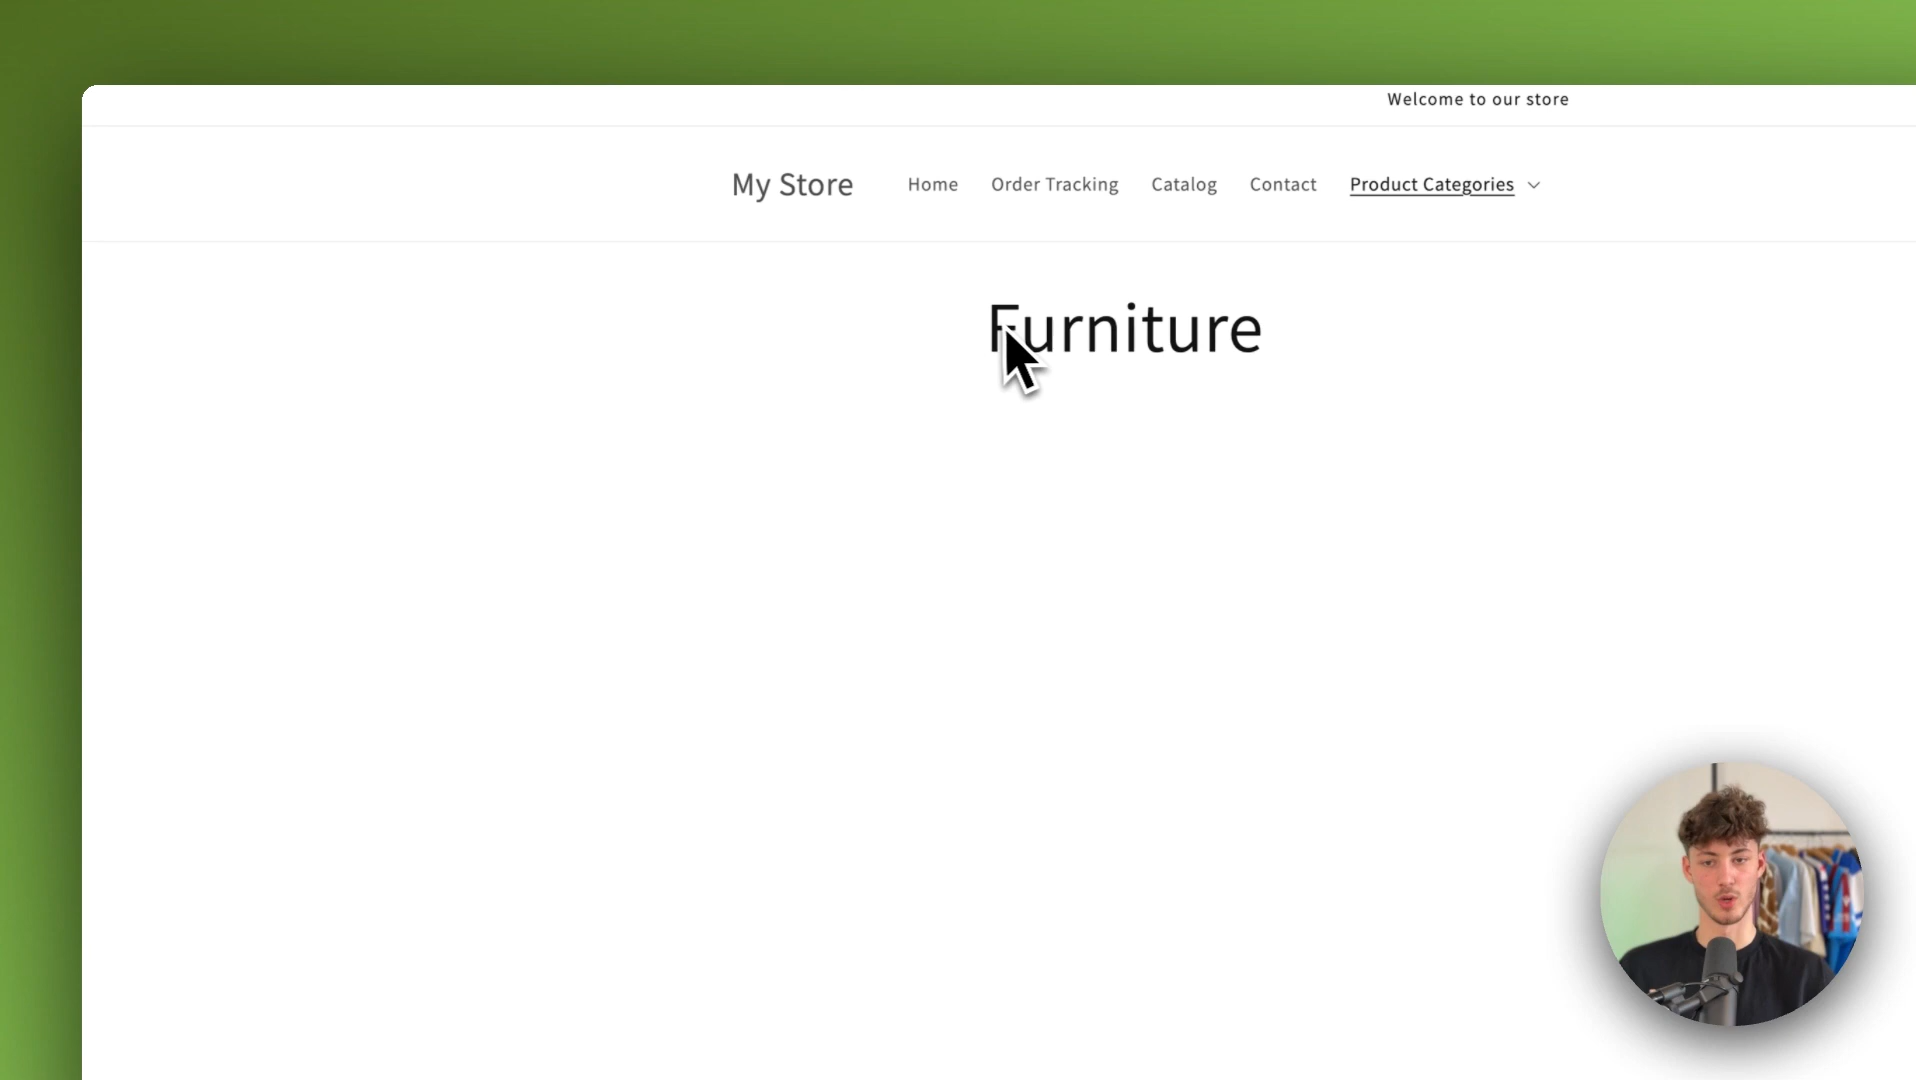 Welcome to our store
My Store Home Order Tracking Catalog Contact Product Categories
Furniture